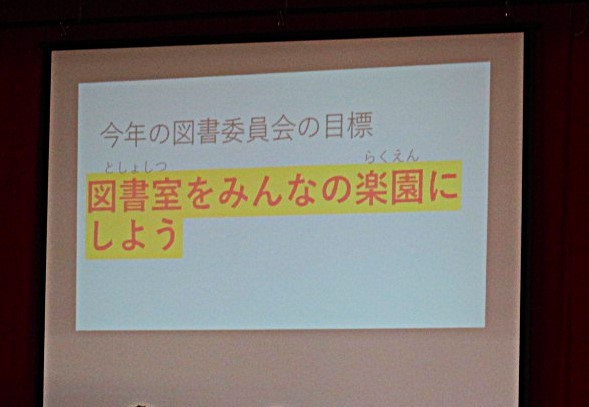 今年の図書委員会の目標
としょしつ らくえん
図書室をみんなの楽園に
しよう